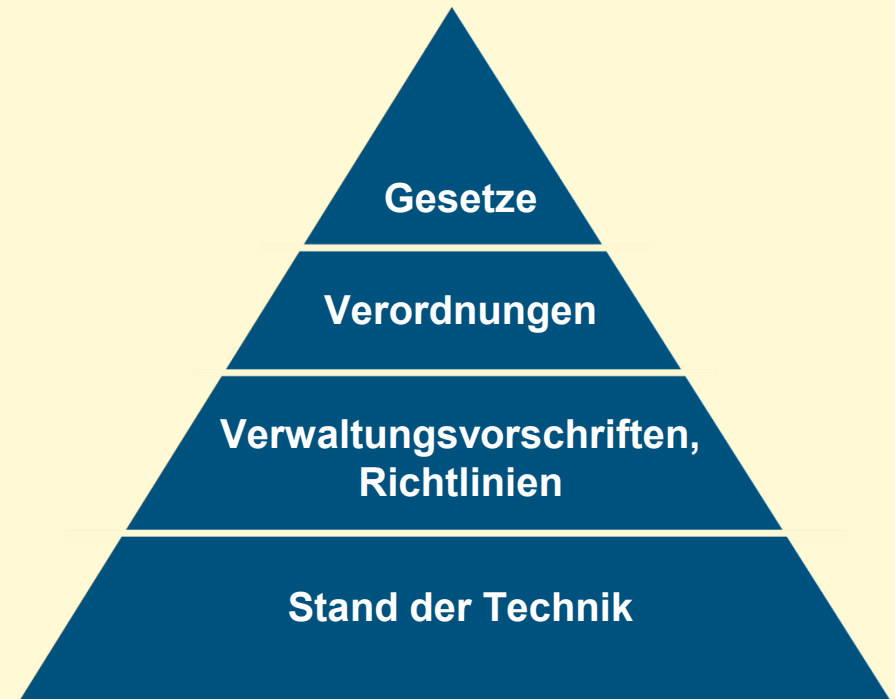 Gesetze
Verordnungen
Verwaltungsvorschriften,
Richtlinien
Stand der Technik